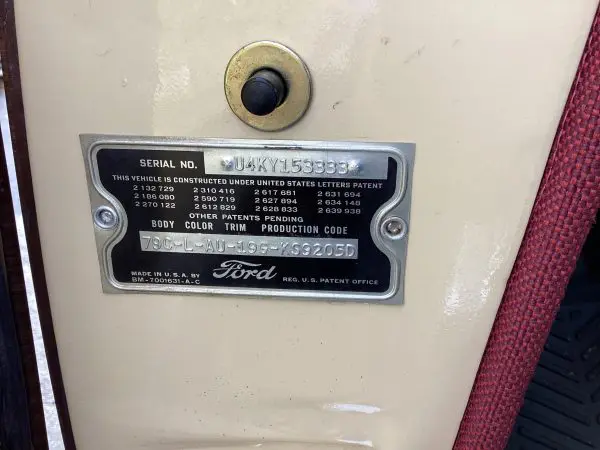 SERIAL NO. U4KY153333
THIS VEHICLE IS CONSTRUCTED UNDER UNITED STATES LETTERS PATENT
2 132 729 2 310 416 2 617 681 2 631 694
2 186 080 2 590 719 2 627 894 2 634 148
2 270 122 2 612 829 2 628 833 2 639 938
OTHER PATENTS PENDING
BODY COLOR TRIM PRODUCTION CODE
79C-L-AU-19G-KS9205D
MADE IN U.S.A. BY Ford REG. U.S. PATENT OFFICE
BM-7001631-A-C